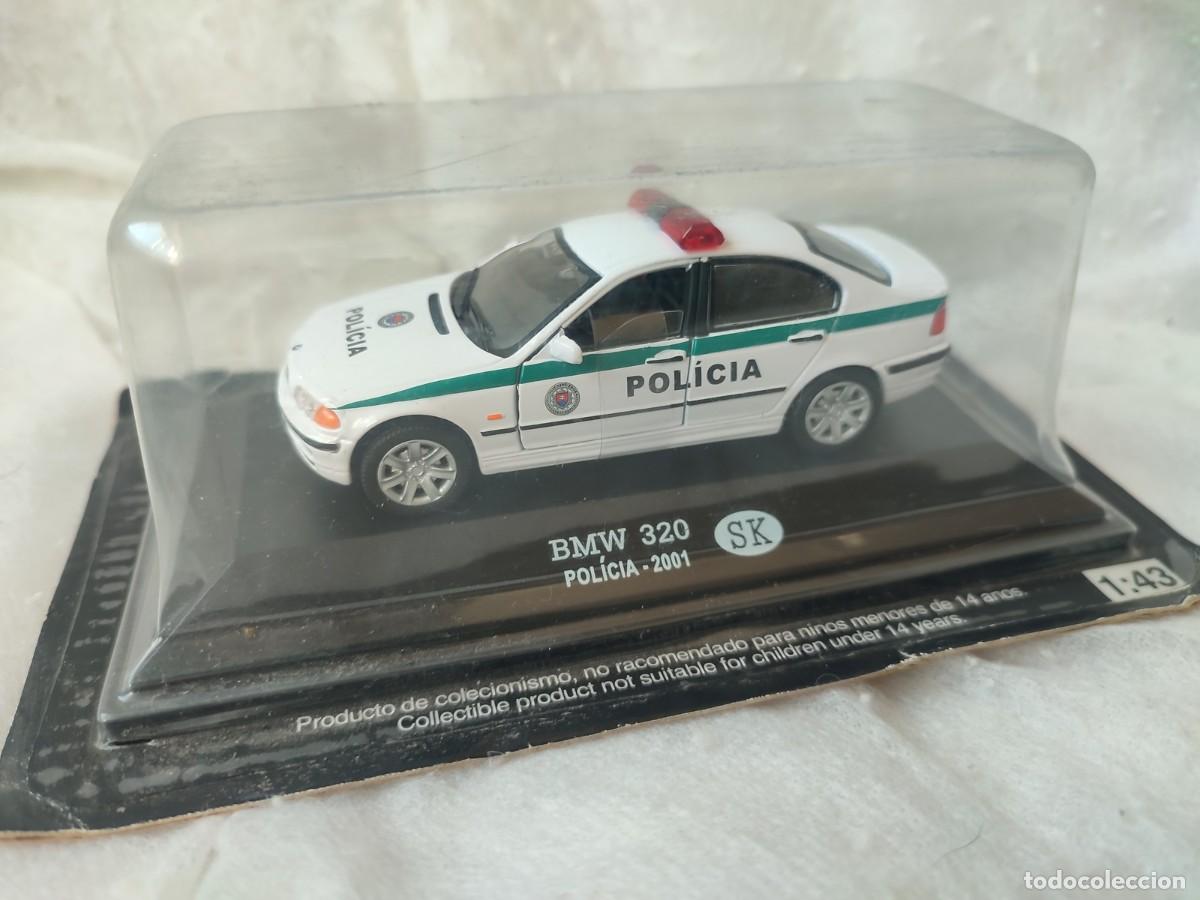 POLÍCIA
POLÍCIA
BMW 320 SK
POLÍCIA - 2001
1:43
Producto de colecionismo, no racomendado para ninos menores de 14 anos.
Collectible product not suitable for children under 14 years.
todocoleccion